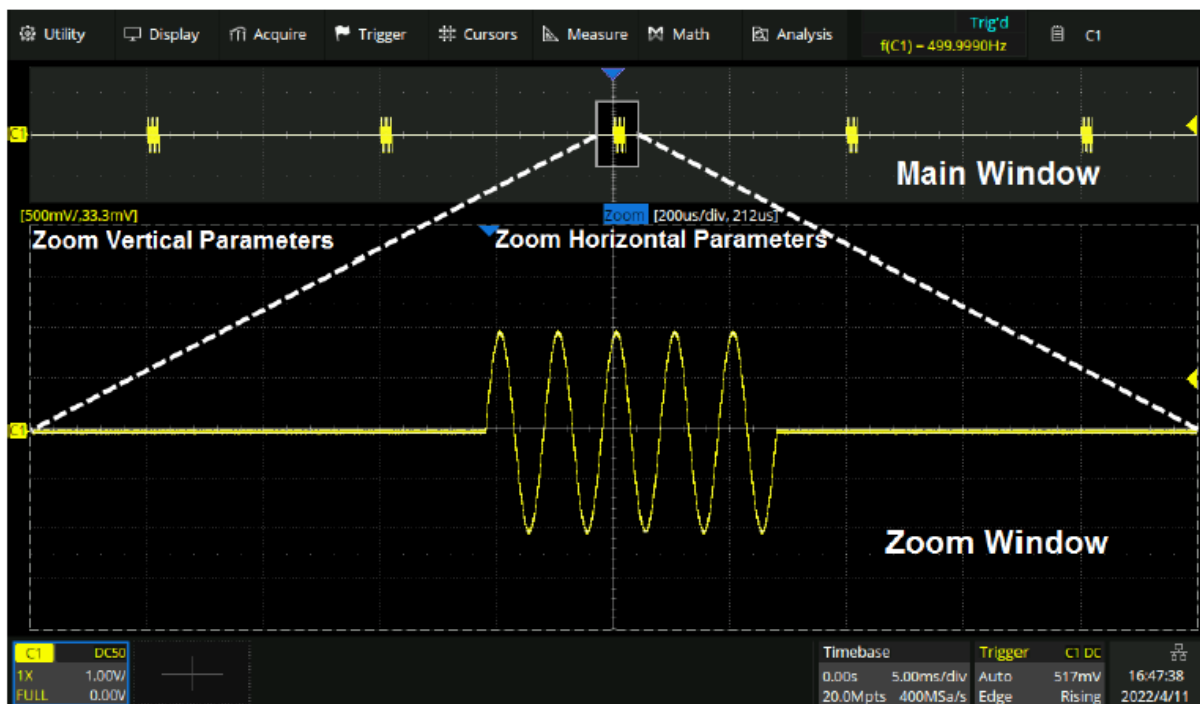 Utility Display Acquire Trigger Cursors Measure Math Analysis Trig'd C1
f(C1) = 499.9990Hz
C1
Main Window
[500mV/,33.3mV] Zoom [200us/div, 212us]
Zoom Vertical Parameters Zoom Horizontal Parameters
C1
Zoom Window
C1 DC50 Timebase Trigger C1 DC
1X 1.00V/ 0.00s 5.00ms/div Auto 517mV 16:47:38
FULL 0.00V 20.0Mpts 400MSa/s Edge Rising 2022/4/11